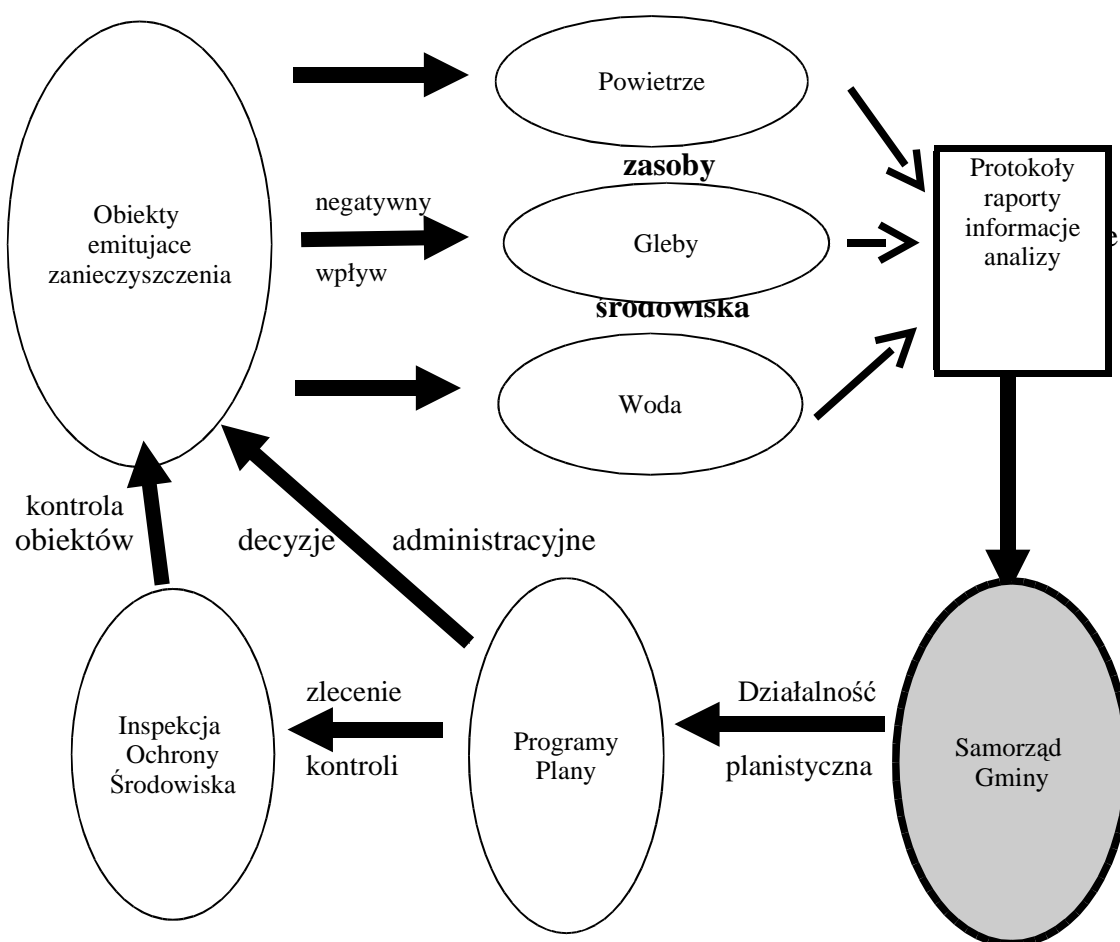 Powietrze
zasoby
Obiekty
emitujace
zanieczyszczenia
negatywny
wpływ
Gleby
środowiska
Woda
Protokoły
raporty
informacje
analizy
kontrola
obiektów
decyzje administracyjne
zlecenie
kontroli
Działalność
planistyczna
Inspekcja
Ochrony
Środowiska
Programy
Plany
Samorząd
Gminy